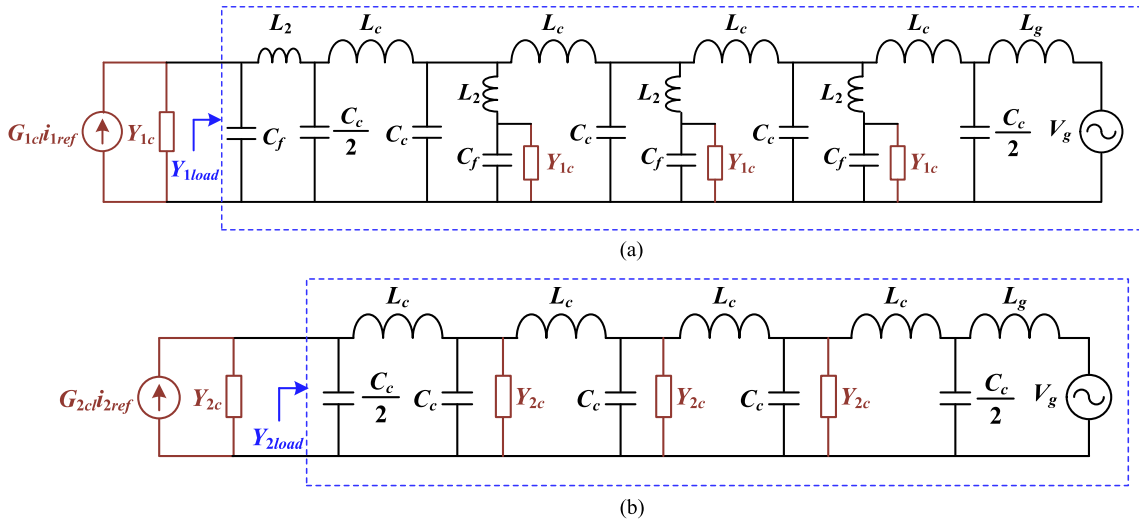 L2 Lc Lc Lc Lc Lg
G1cli1ref Y1c Y1load Cf Cc/2 Cc L2 Cf Y1c Cc L2 Cf Y1c Cc L2 Cf Y1c Cc/2 Vg
(a)
Lc Lc Lc Lc Lg
G2cli2ref Y2c Y2load Cc/2 Cc Y2c Cc Y2c Cc Y2c Cc/2 Vg
(b)